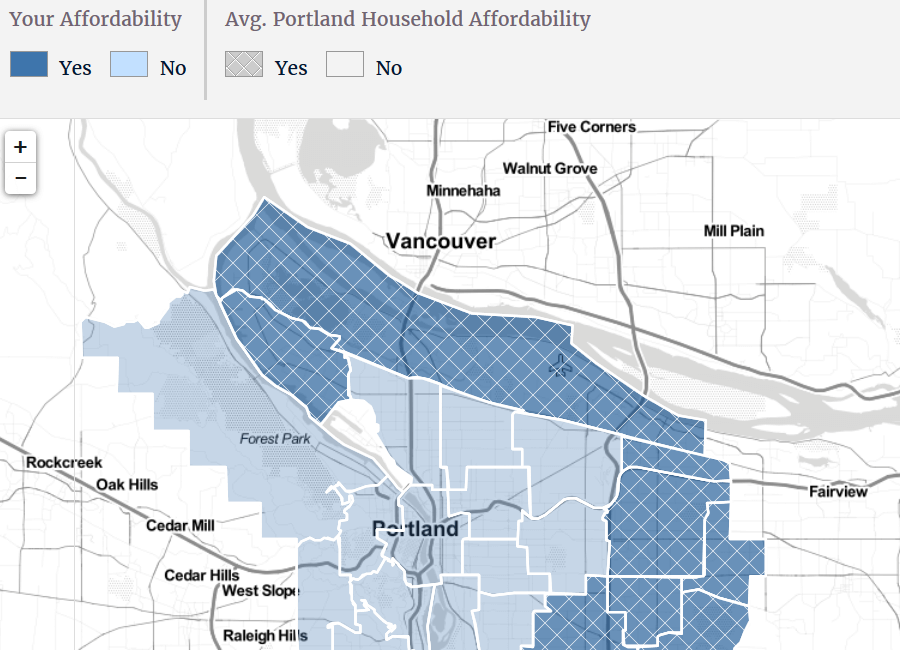 Your Affordability
Avg. Portland Household Affordability
Yes No Yes No
+
−
Five Corners
Walnut Grove
Minnehaha
Mill Plain
Vancouver
Forest Park
Rockcreek
Oak Hills
Fairview
Cedar Mill
Portland
Cedar Hills
West Slope
Raleigh Hills